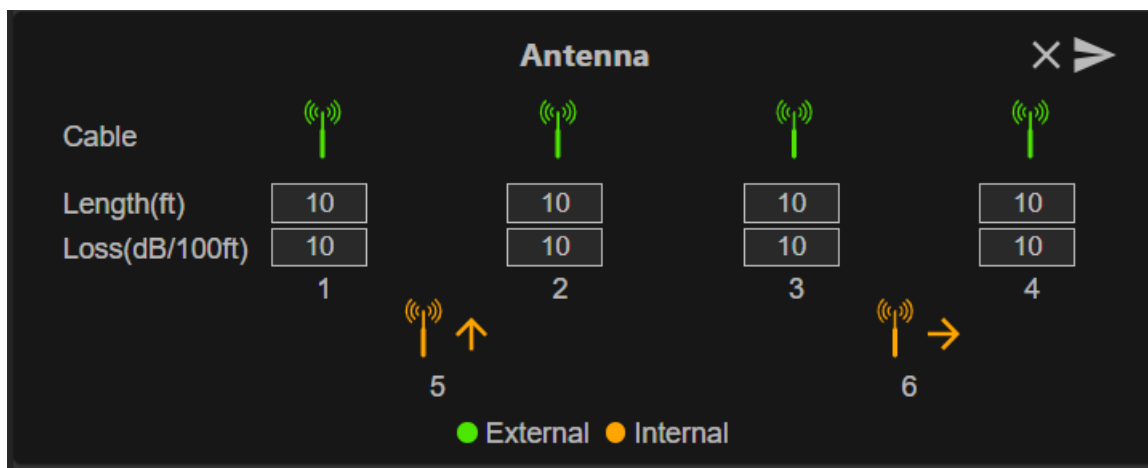 Antenna
Cable
Length(ft) 10 10 10 10
Loss(dB/100ft) 10 10 10 10
1 2 3 4
5 6
External Internal